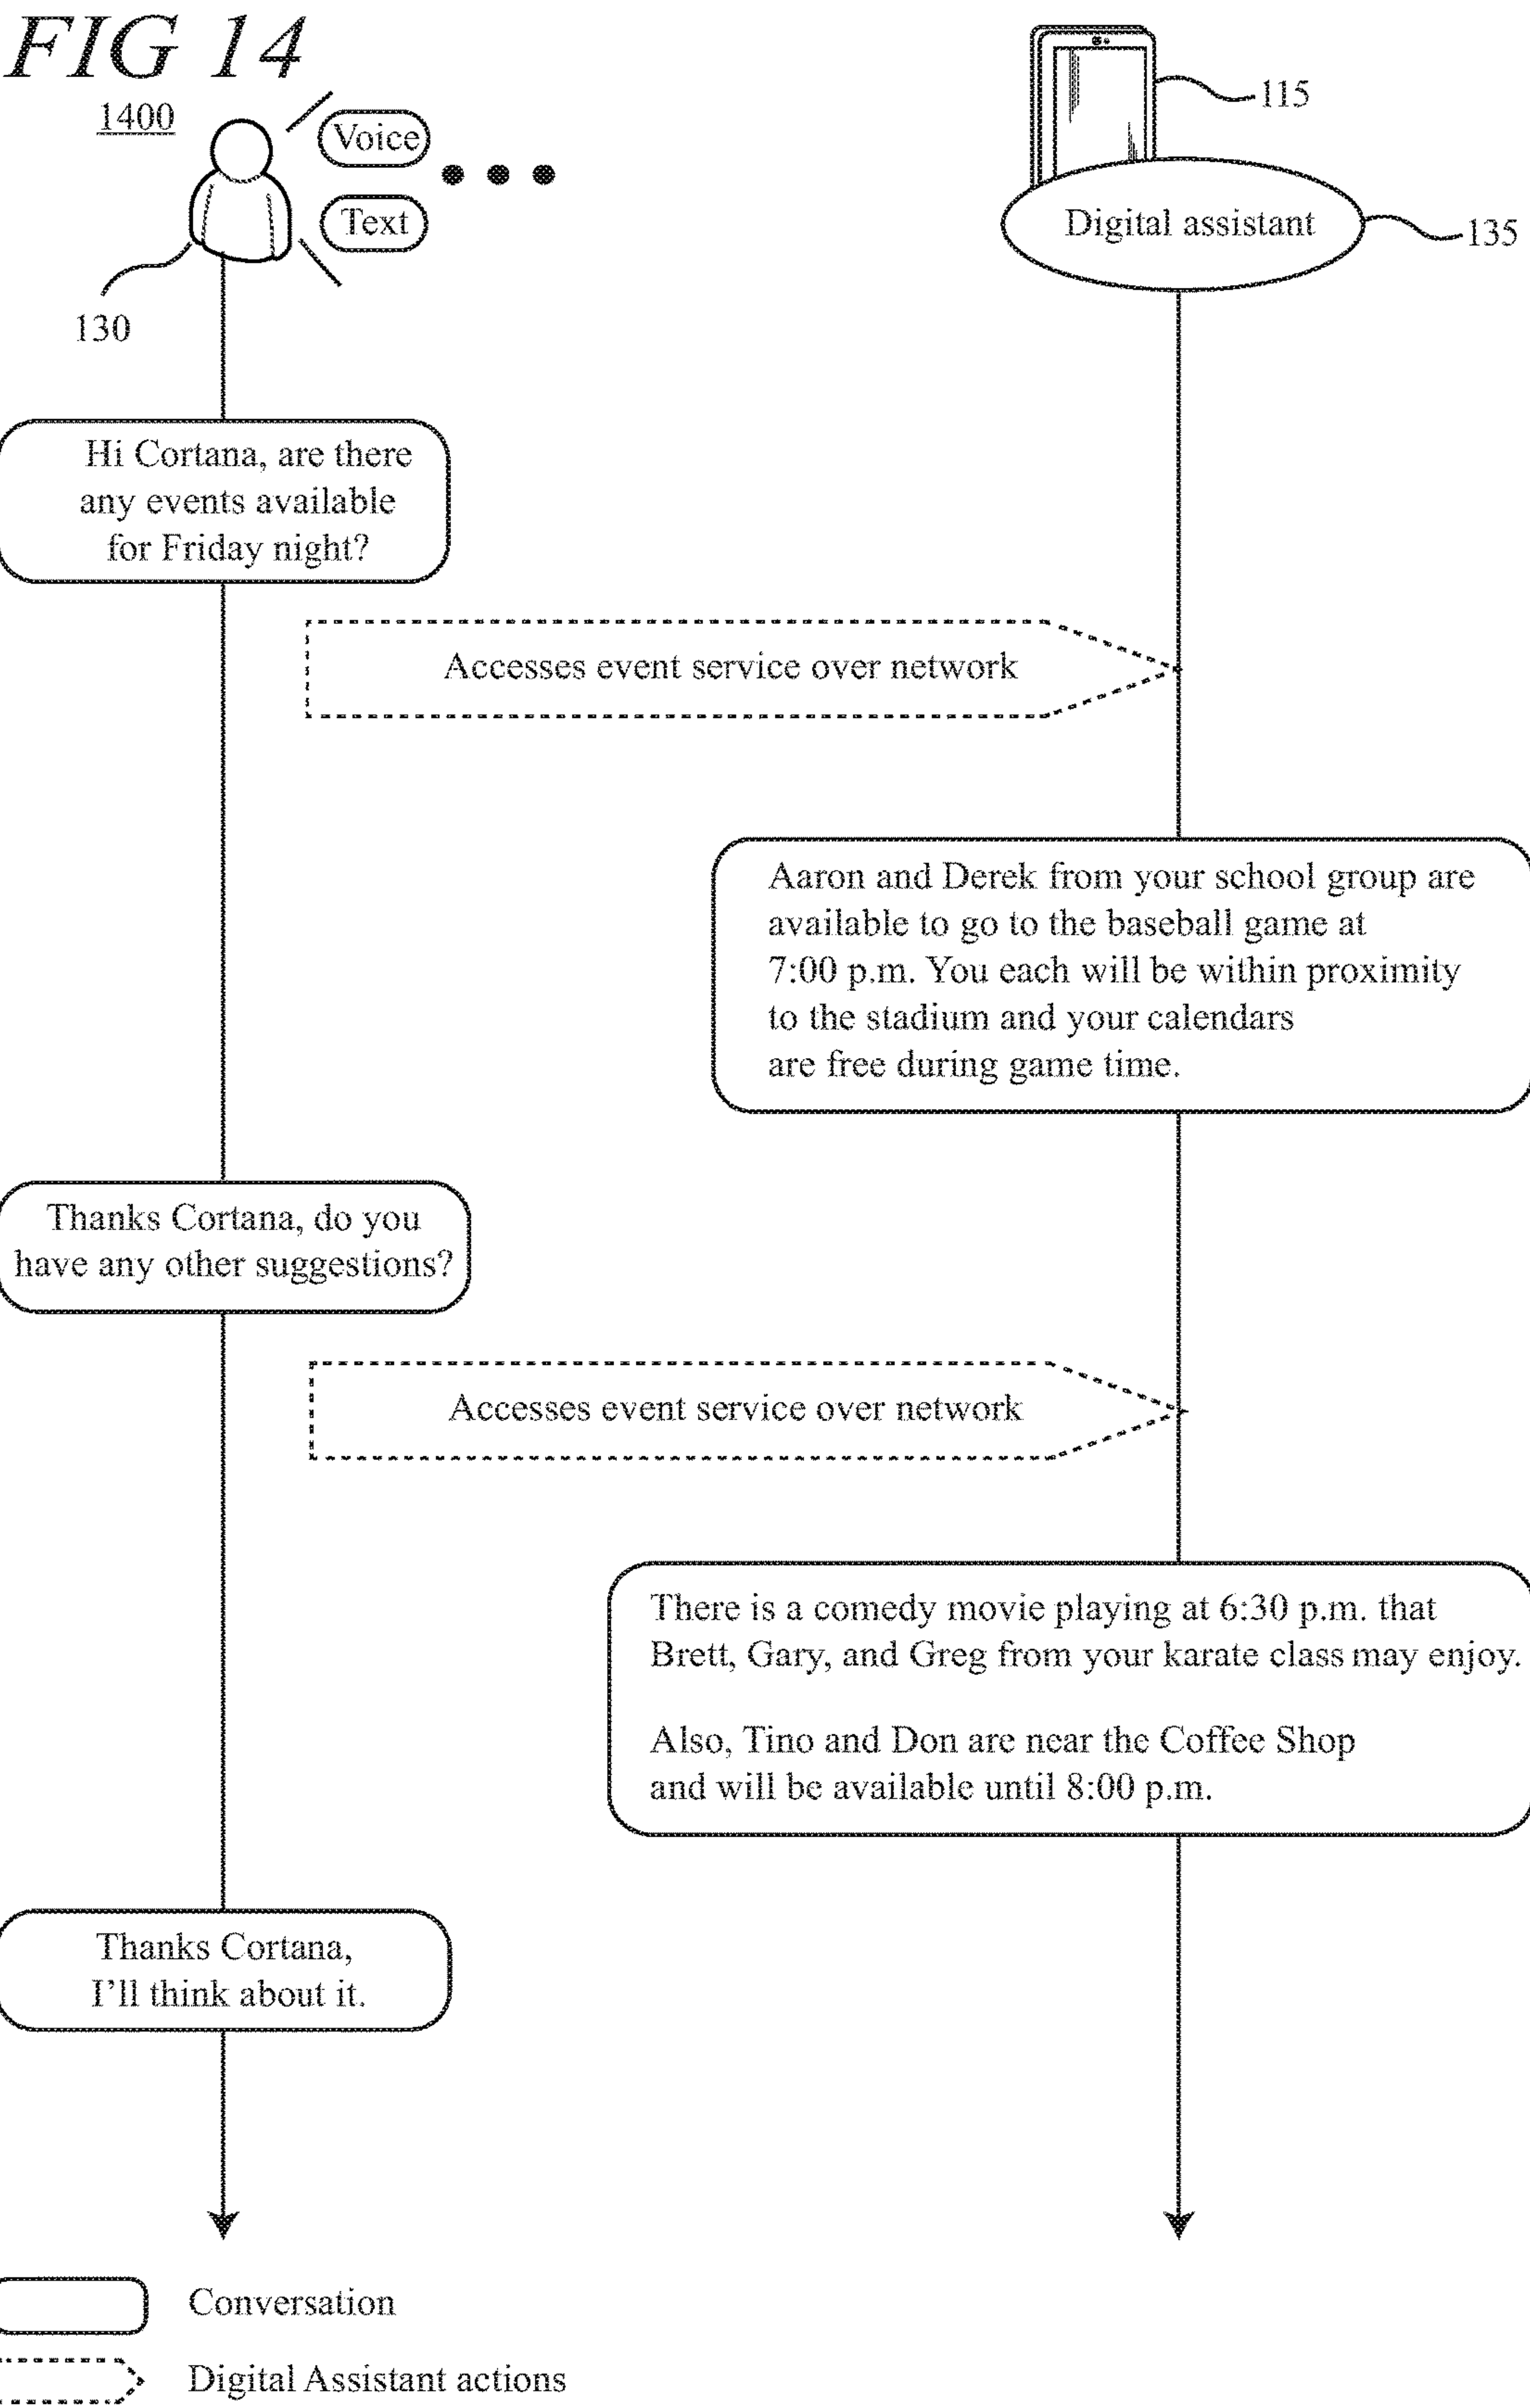 FIG 14
1400
Voice
Text
115
Digital assistant
135
130
Hi Cortana, are there
any events available
for Friday night?
Accesses event service over network
Aaron and Derek from your school group are
available to go to the baseball game at
7:00 p.m. You each will be within proximity
to the stadium and your calendars
are free during game time.
Thanks Cortana, do you
have any other suggestions?
Accesses event service over network
There is a comedy movie playing at 6:30 p.m. that
Brett, Gary, and Greg from your karate class may enjoy.
Also, Tino and Don are near the Coffee Shop
and will be available until 8:00 p.m.
Thanks Cortana,
I'll think about it.
Conversation
Digital Assistant actions